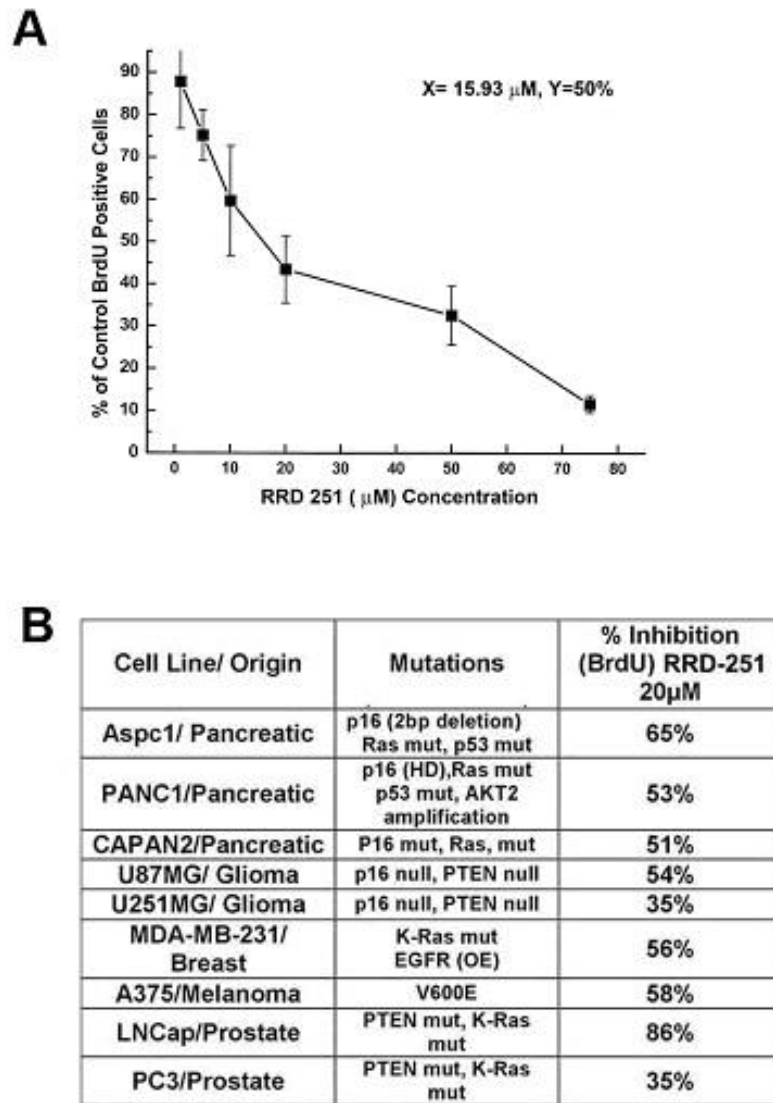 A
X= 15.93 μM, Y=50%
% of Control BrdU Positive Cells
90
80
70
60
50
40
30
20
10
0
0 10 20 30 40 50 60 70 80
RRD 251 ( μM) Concentration
B
Cell Line/ Origin
Mutations
% Inhibition
(BrdU) RRD-251
20μM
Aspc1/ Pancreatic
p16 (2bp deletion)
Ras mut, p53 mut
65%
PANC1/Pancreatic
p16 (HD),Ras mut
p53 mut, AKT2
amplification
53%
CAPAN2/Pancreatic
P16 mut, Ras, mut
51%
U87MG/ Glioma
p16 null, PTEN null
54%
U251MG/ Glioma
p16 null, PTEN null
35%
MDA-MB-231/
Breast
K-Ras mut
EGFR (OE)
56%
A375/Melanoma
V600E
58%
LNCap/Prostate
PTEN mut, K-Ras
mut
86%
PC3/Prostate
PTEN mut, K-Ras
mut
35%